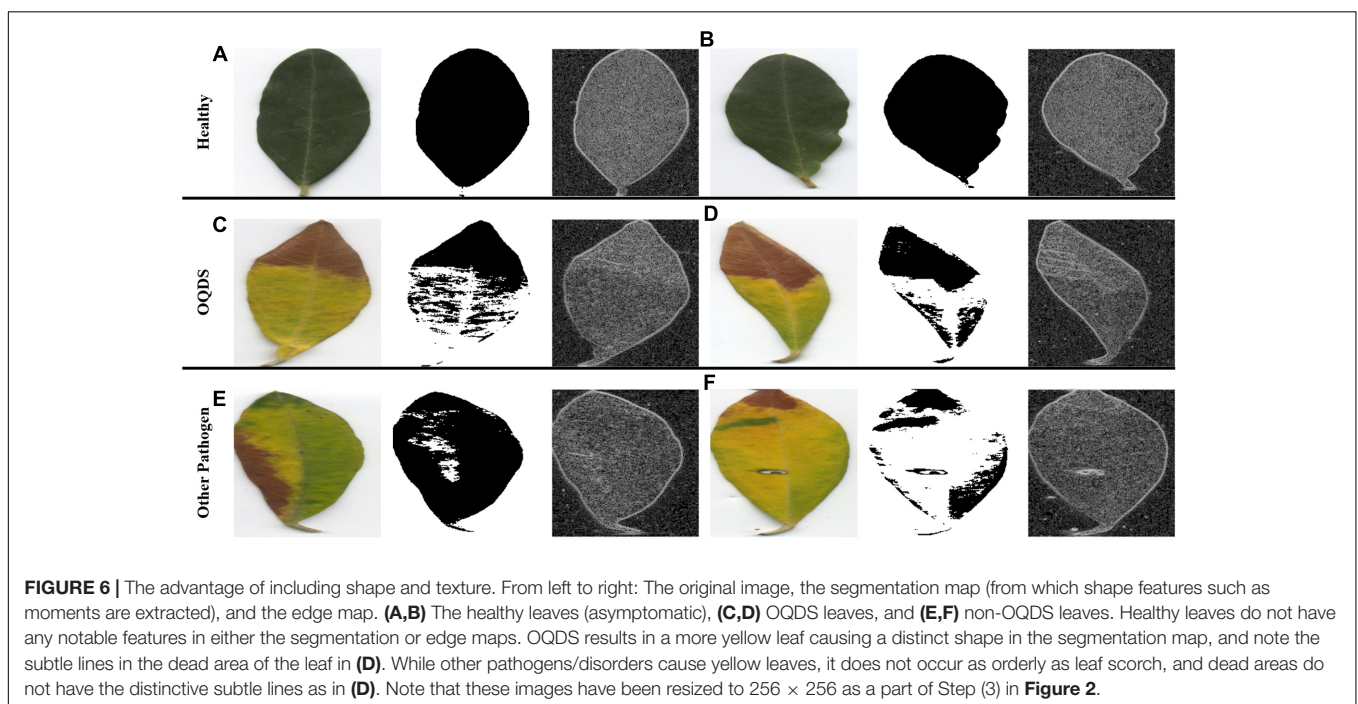 A
B
Healthy
C
D
OQDS
E
F
Other Pathogen
FIGURE 6 | The advantage of including shape and texture. From left to right: The original image, the segmentation map (from which shape features such as
moments are extracted), and the edge map. (A,B) The healthy leaves (asymptomatic), (C,D) OQDS leaves, and (E,F) non-OQDS leaves. Healthy leaves do not have
any notable features in either the segmentation or edge maps. OQDS results in a more yellow leaf causing a distinct shape in the segmentation map, and note the
subtle lines in the dead area of the leaf in (D). While other pathogens/disorders cause yellow leaves, it does not occur as orderly as leaf scorch, and dead areas do
not have the distinctive subtle lines as in (D). Note that these images have been resized to 256 × 256 as a part of Step (3) in Figure 2.